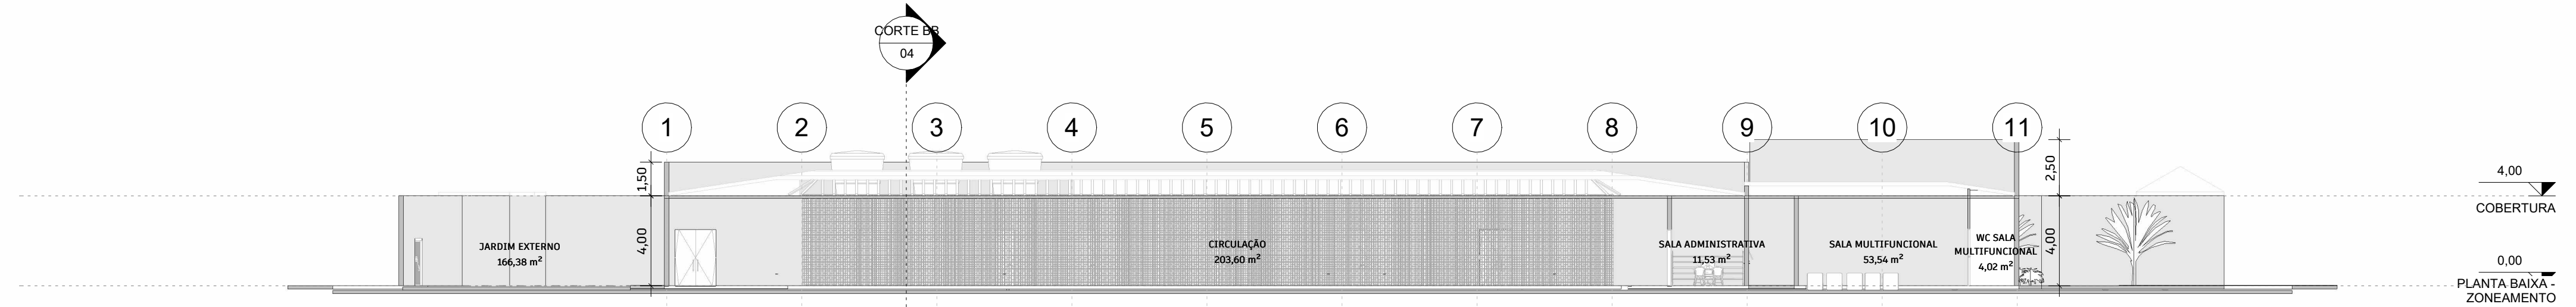 CORTE BB
04
1
2
3
4
5
6
7
8
9
10
11
1,50
2,50
4,00
COBERTURA
4,00
JARDIM EXTERNO
166,38 m²
CIRCULAÇÃO
203,60 m²
SALA ADMINISTRATIVA
11,53 m²
SALA MULTIFUNCIONAL
53,54 m²
WC SALA
MULTIFUNCIONAL
4,02 m²
4,00
0,00
PLANTA BAIXA -
ZONEAMENTO